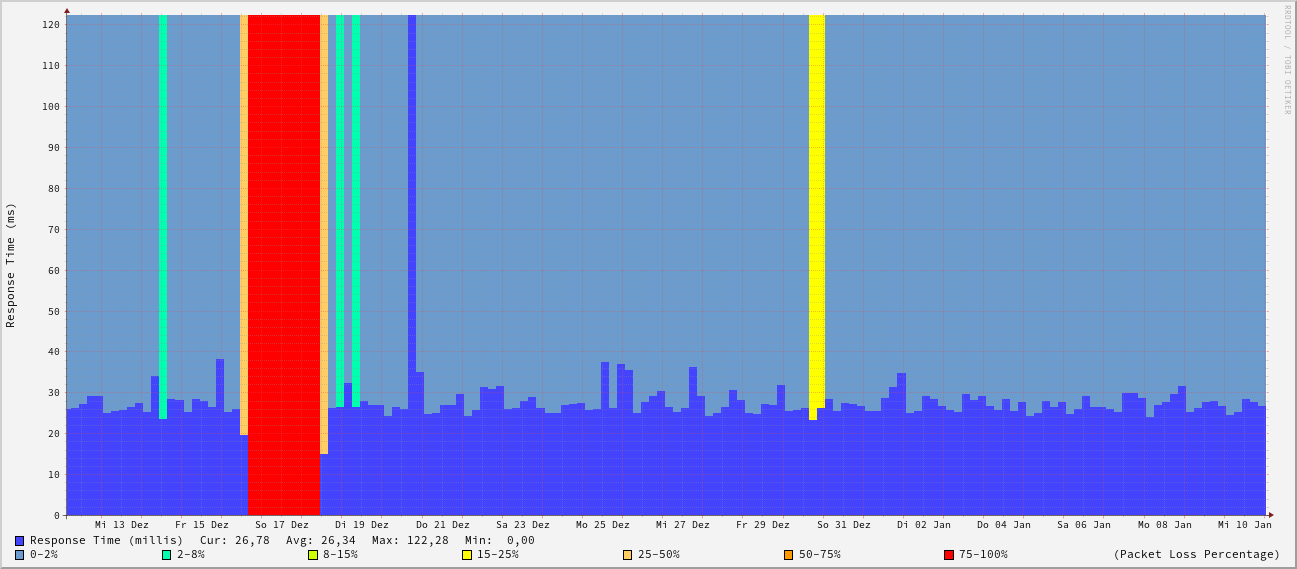 RRDTOOL / TOBI OETIKER
Response Time (ms)
120
110
100
90
80
70
60
50
40
30
20
10
0
Mi 13 Dez Fr 15 Dez So 17 Dez Di 19 Dez Do 21 Dez Sa 23 Dez Mo 25 Dez Mi 27 Dez Fr 29 Dez So 31 Dez Di 02 Jan Do 04 Jan Sa 06 Jan Mo 08 Jan Mi 10 Jan
Response Time (millis) Cur: 26,78 Avg: 26,34 Max: 122,28 Min: 0,00
0-2% 2-8% 8-15% 15-25% 25-50% 50-75% 75-100% (Packet Loss Percentage)